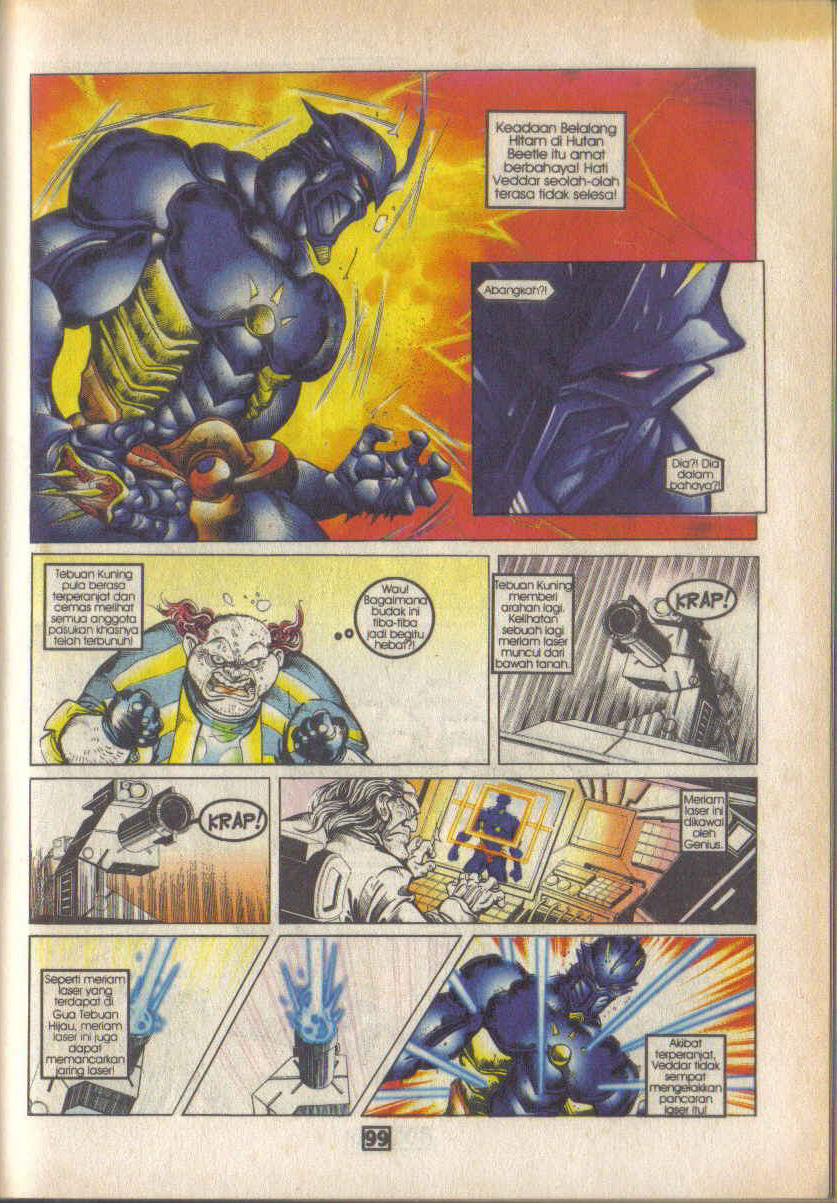 Keadaan Belalang
Hitam di Hutan
Beetle itu amat
berbahaya! Hati
Veddar seolah-olah
terasa tidak selesa!
Abangkah?!
Dia?! Dia
dalam
bahaya?!
Tebuan Kuning
pula berasa
terperanjat dan
cemas melihat
semua anggota
pasukan khasnya
telah terbunuh!
Wau!
Bagaimana
budak ini
tiba-tiba
jadi begitu
hebat?!
Tebuan Kuning
memberi
arahan lagi.
Kelihatan
sebuah lagi
meriam laser
muncul dari
bawah tanah.
KRAP!
KRAP!
Meriam
laser ini
dikawal
oleh
Genius.
Seperti meriam
laser yang
terdapat di
Gua Tebuan
Hijau, meriam
laser ini juga
dapat
memancarkan
jaring laser!
Akibat
terperanjat,
Veddar tidak
sempat
mengelakkan
pancaran
laser itu!
99